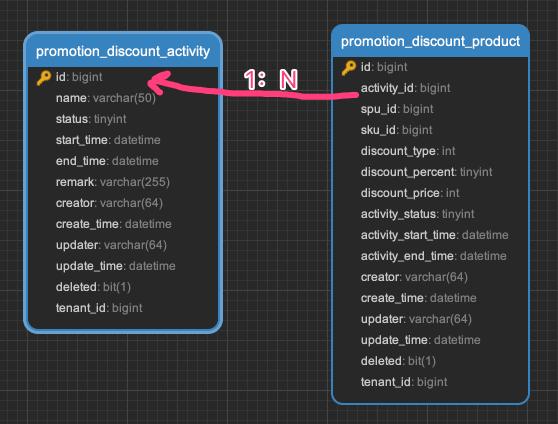 promotion_discount_activity
id: bigint
name: varchar(50)
status: tinyint
start_time: datetime
end_time: datetime
remark: varchar(255)
creator: varchar(64)
create_time: datetime
updater: varchar(64)
update_time: datetime
deleted: bit(1)
tenant_id: bigint
1: N
promotion_discount_product
id: bigint
activity_id: bigint
spu_id: bigint
sku_id: bigint
discount_type: int
discount_percent: tinyint
discount_price: int
activity_status: tinyint
activity_start_time: datetime
activity_end_time: datetime
creator: varchar(64)
create_time: datetime
updater: varchar(64)
update_time: datetime
deleted: bit(1)
tenant_id: bigint